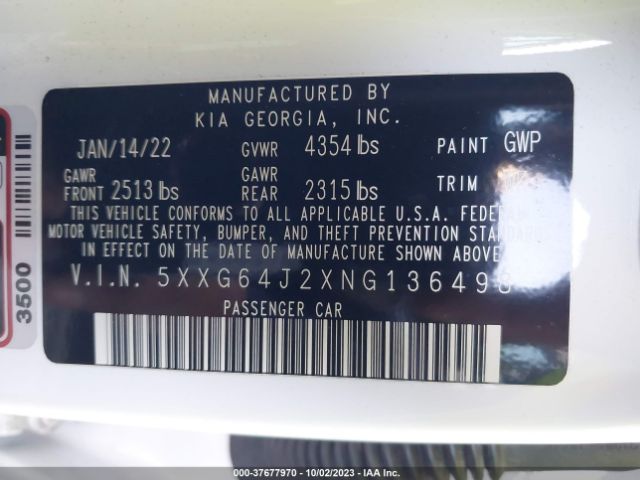 MANUFACTURED BY
KIA GEORGIA, INC.
JAN/14/22 GVWR 4354 lbs PAINT GWP
GAWR FRONT 2513 lbs GAWR REAR 2315 lbs TRIM
THIS VEHICLE CONFORMS TO ALL APPLICABLE U.S.A. FEDERAL
MOTOR VEHICLE SAFETY, BUMPER, AND THEFT PREVENTION STANDARDS
IN EFFECT ON THE DATE OF MANUFACTURE SHOWN ABOVE.
V.I.N. 5XXG64J2XNG136498
PASSENGER CAR
3500
000-37677970 | 10/02/2023 | IAA Inc.